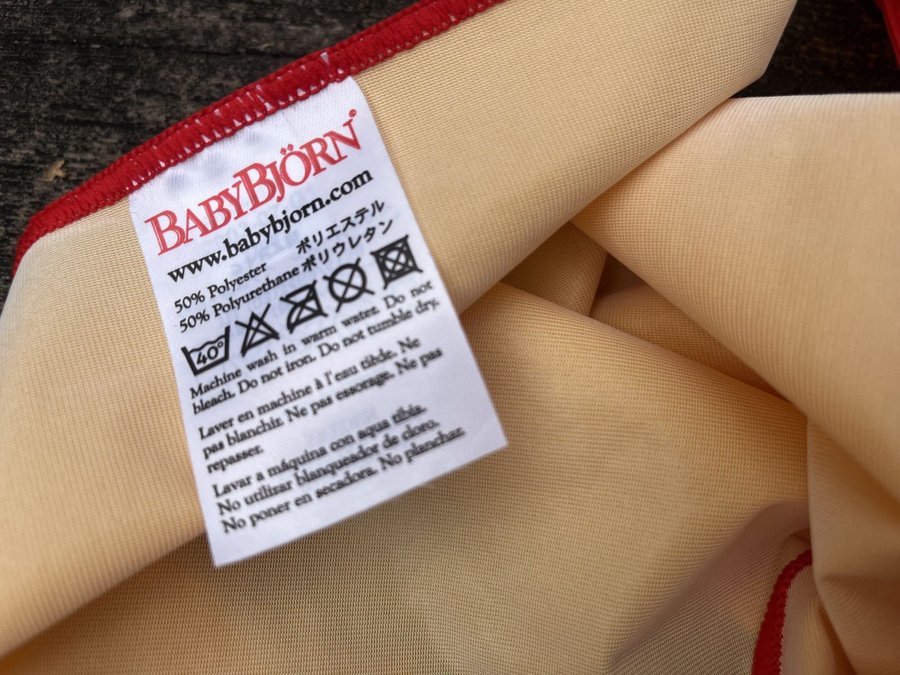 BABYBJÖRN®
www.babybjorn.com
50% Polyester ポリエステル
50% Polyurethane ポリウレタン
40°
Machine wash in warm water. Do not
bleach. Do not iron. Do not tumble dry.
Laver en machine à l'eau tiède. Ne
pas blanchir. Ne pas essorage. Ne pas
repasser.
Lavar a máquina con aqua tibia.
No utilizar blanqueador de cloro.
No poner en secadora. No planchar.